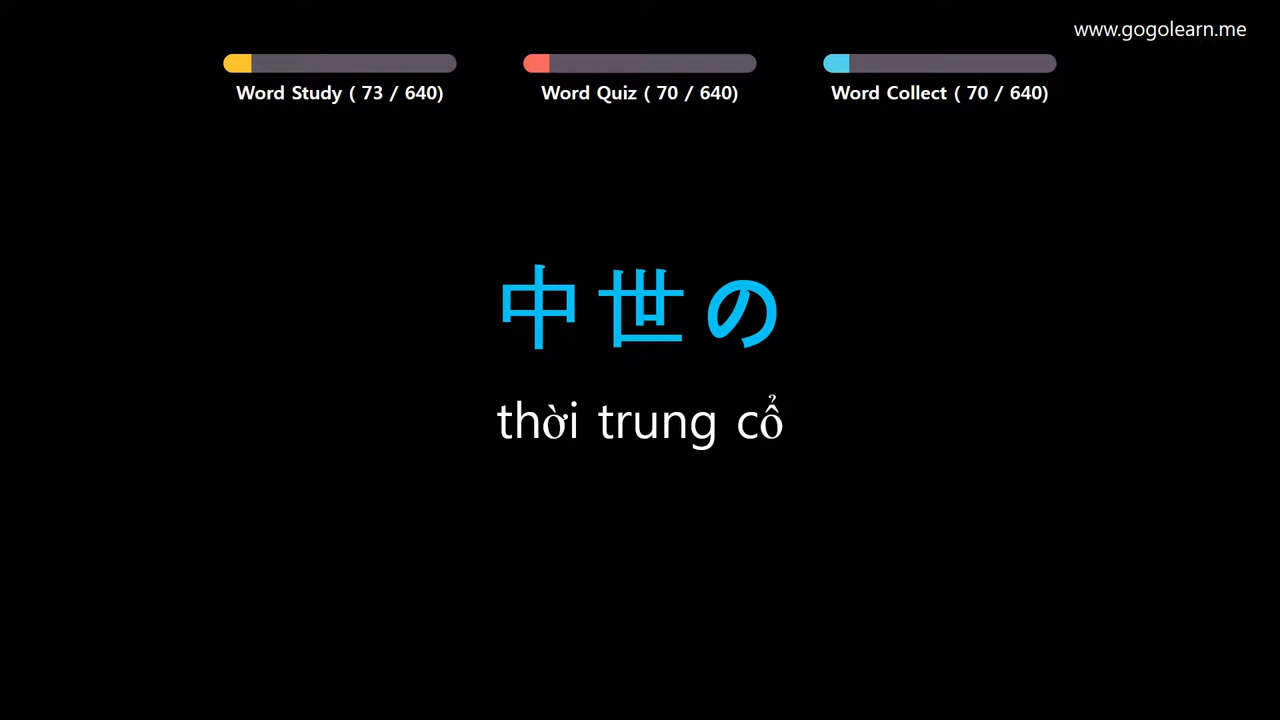 www.gogolearn.me
Word Study ( 73 / 640)
Word Quiz ( 70 / 640)
Word Collect ( 70 / 640)
中世の
thời trung cổ